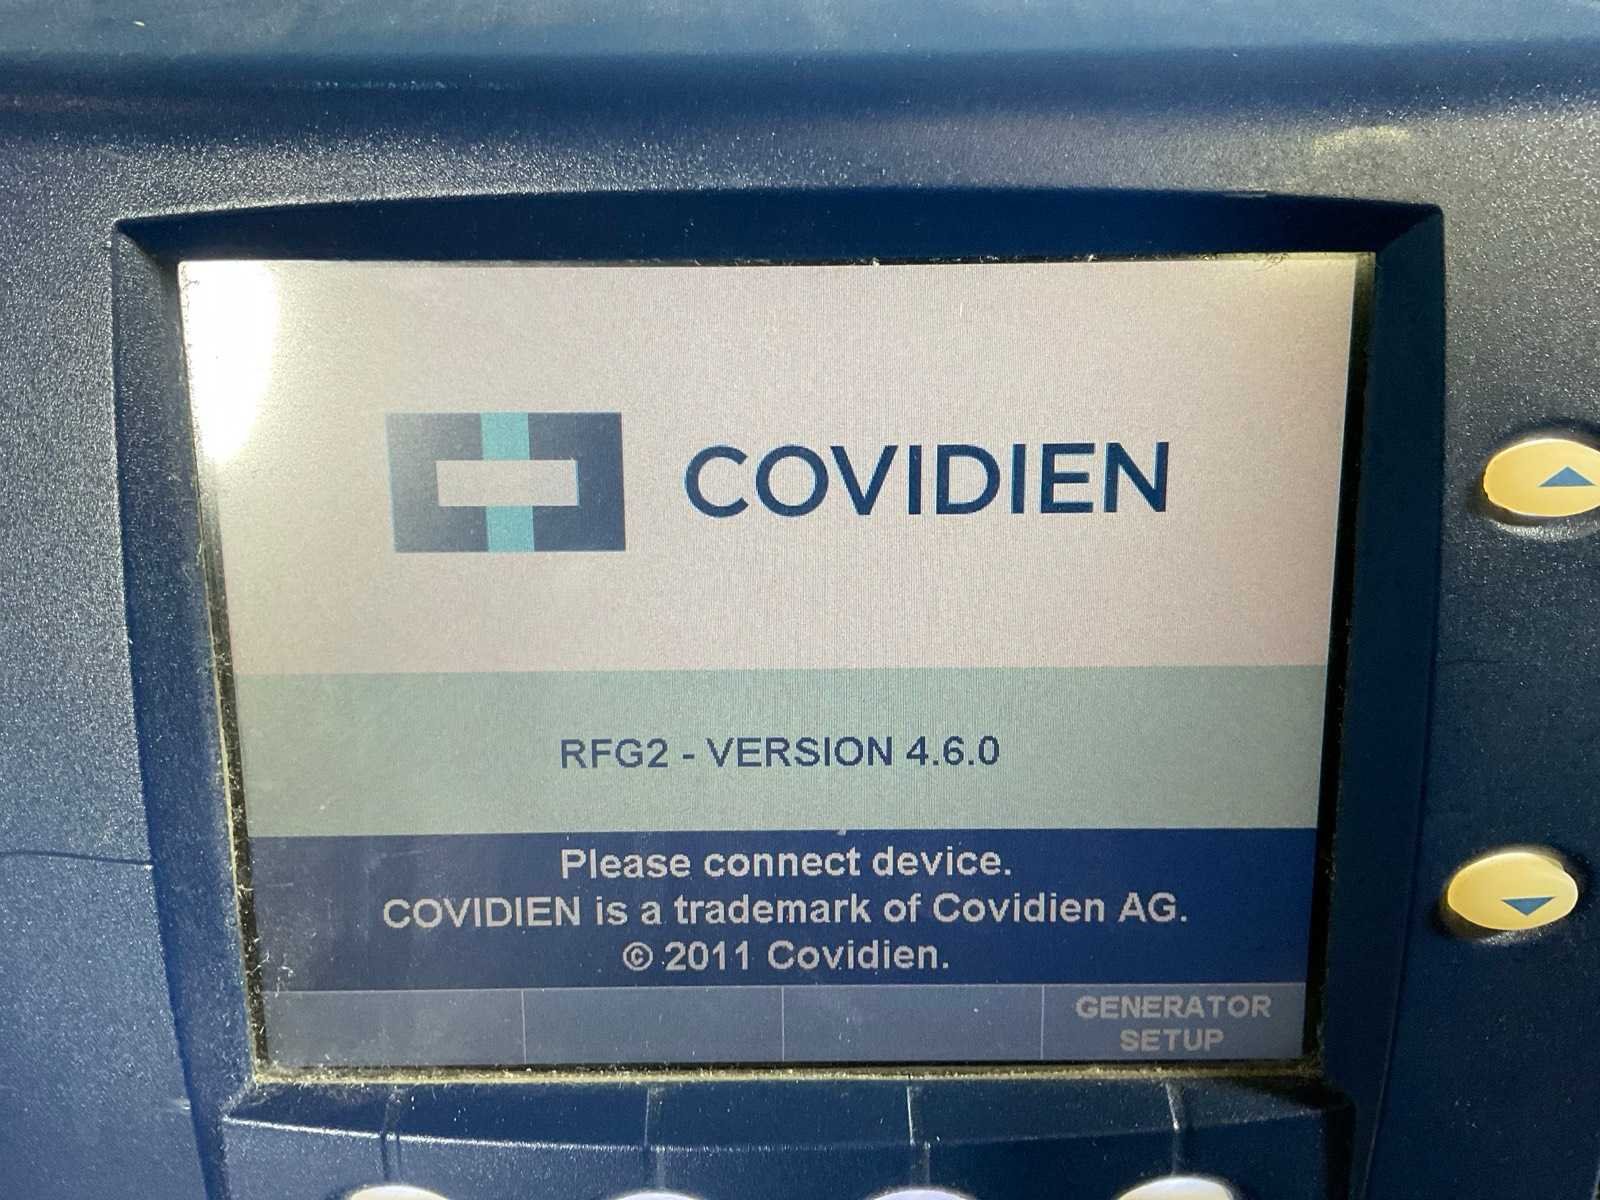 COVIDIEN
RFG2 - VERSION 4.6.0
Please connect device.
COVIDIEN is a trademark of Covidien AG.
© 2011 Covidien.
GENERATOR
SETUP